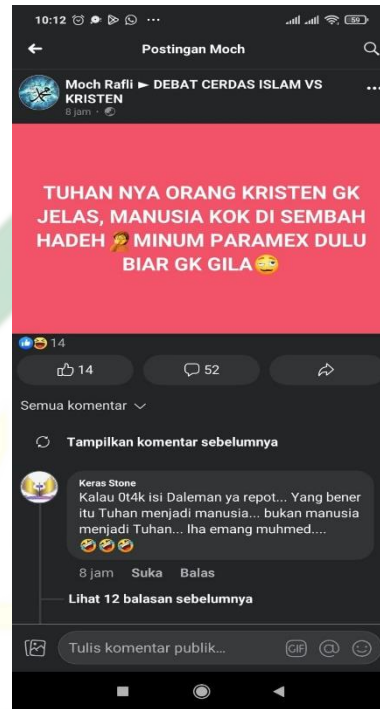 10:12
59
Postingan Moch
Moch Rafli ► DEBAT CERDAS ISLAM VS
KRISTEN
8 jam ·
TUHAN NYA ORANG KRISTEN GK
JELAS, MANUSIA KOK DI SEMBAH
HADEH 🤦 MINUM PARAMEX DULU
BIAR GK GILA🥴
14
14
52
Semua komentar
Tampilkan komentar sebelumnya
Keras Stone
Kalau 0t4k isi Daleman ya repot... Yang bener
itu Tuhan menjadi manusia... bukan manusia
menjadi Tuhan... Iha emang muhmed....
🤣🤣🤣
8 jam Suka Balas
Lihat 12 balasan sebelumnya
Tulis komentar publik...
GIF